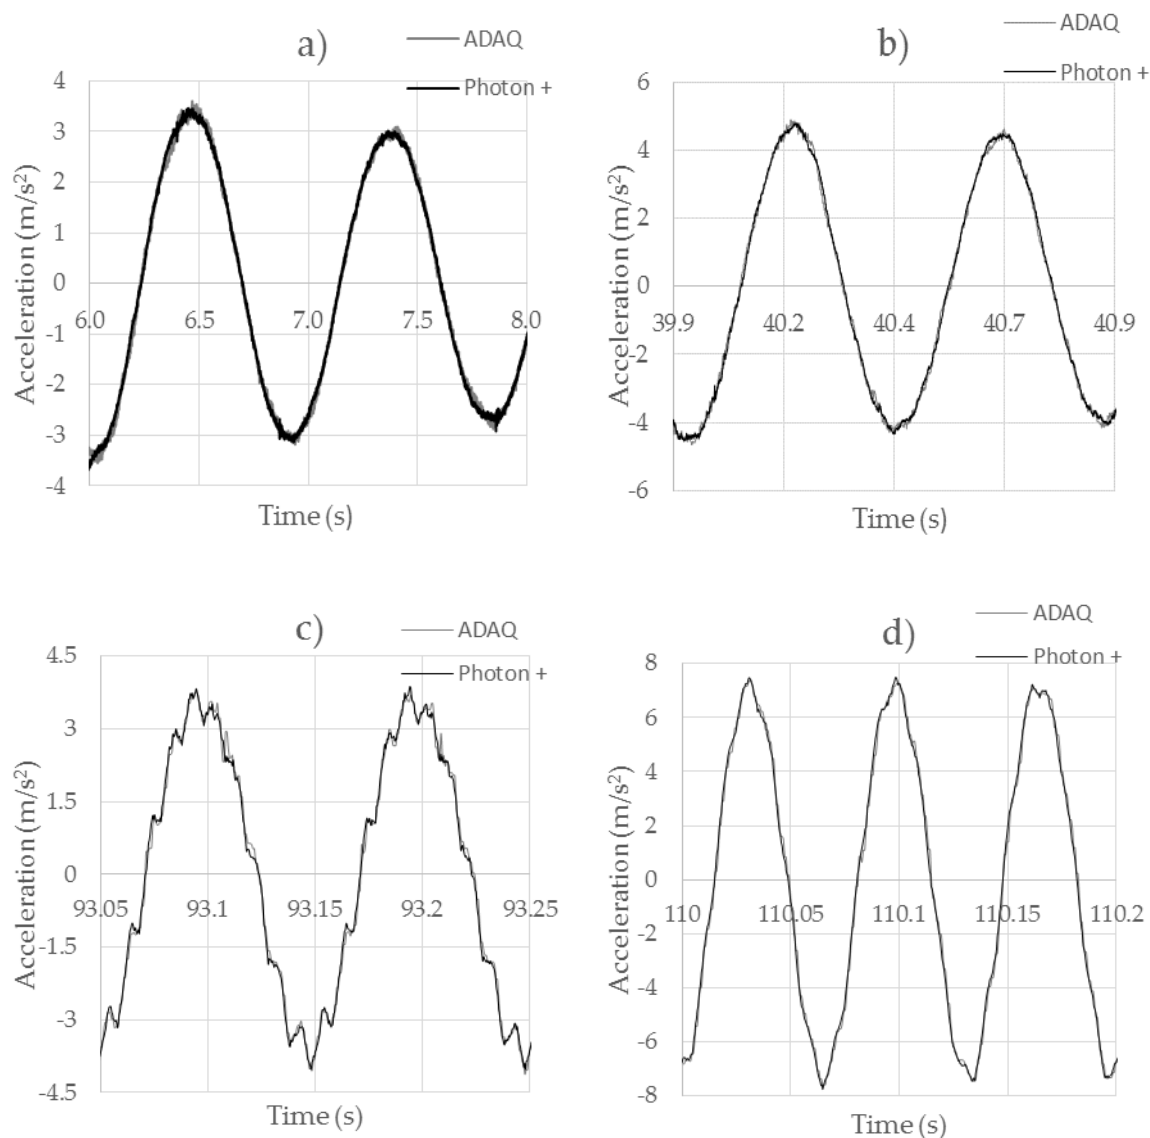 a)
ADAQ
Photon +
4
3
2
1
0
-1
-2
-3
-4
6.0 6.5 7.0 7.5 8.0
Acceleration (m/s²)
Time (s)
b)
ADAQ
Photon +
6
4
2
0
-2
-4
-6
39.9 40.2 40.4 40.7 40.9
Acceleration (m/s²)
Time (s)
c)
ADAQ
Photon +
4.5
3
1.5
0
-1.5
-3
-4.5
93.05 93.1 93.15 93.2 93.25
Acceleration (m/s²)
Time (s)
d)
ADAQ
Photon +
8
6
4
2
0
-2
-4
-6
-8
110 110.05 110.1 110.15 110.2
Acceleration (m/s²)
Time (s)